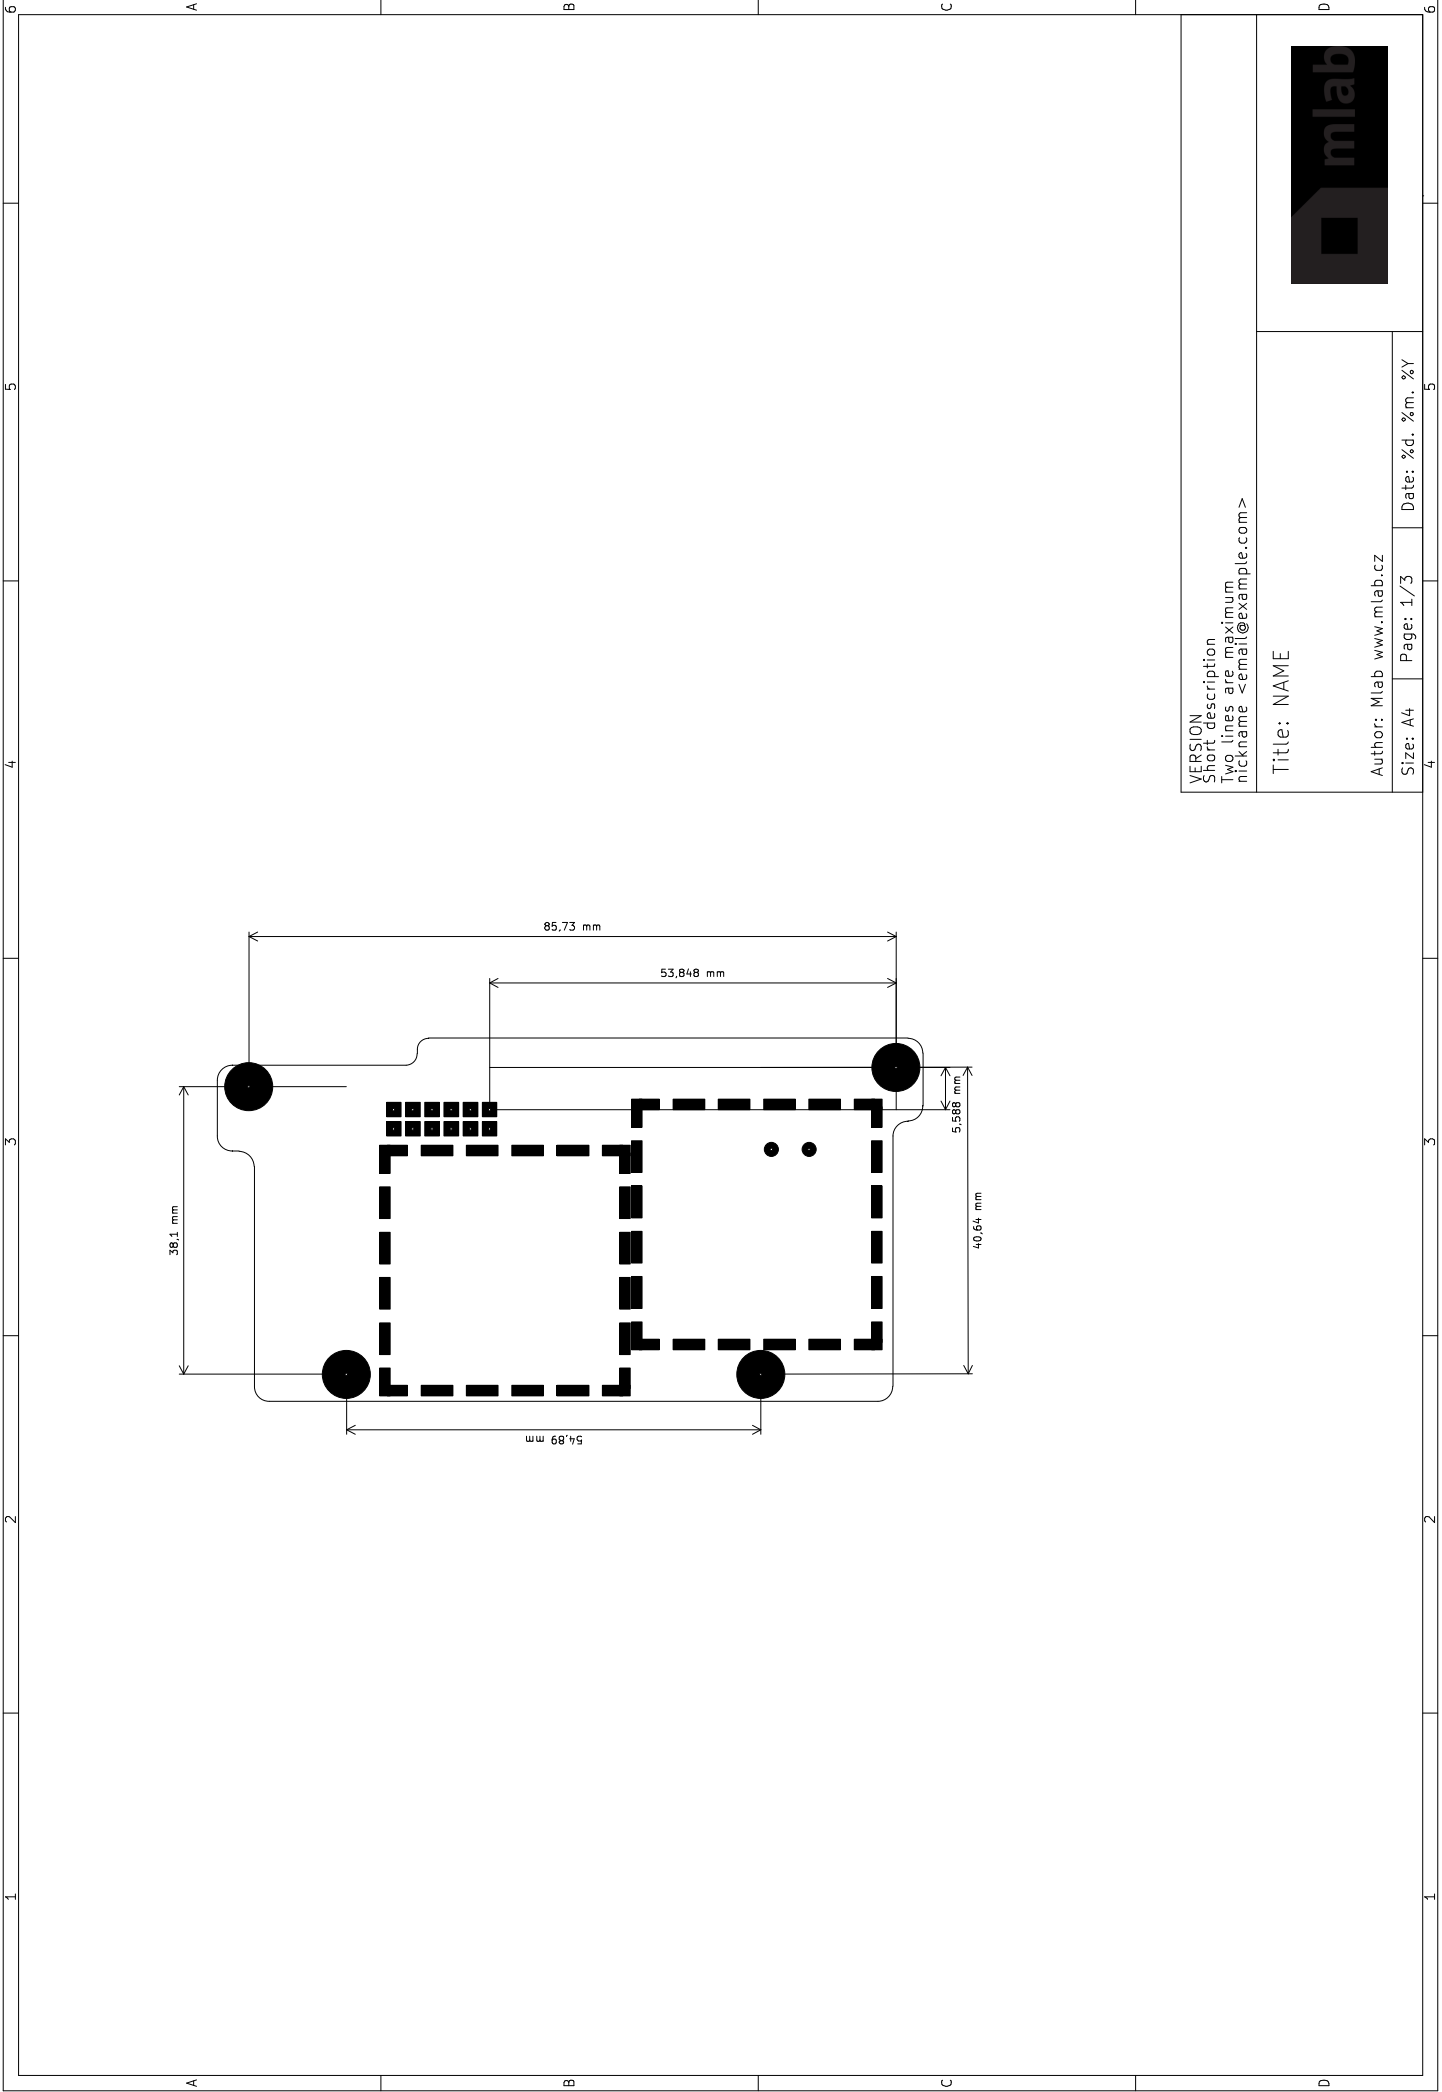 6
A
B
C
D
6
mlab
5
5
VERSION
Short description
Two lines are maximum
nickname <email@example.com>
Title: NAME
Author: Mlab www.mlab.cz
Size: A4
Page: 1/3
Date: %d. %m. %Y
4
4
85,73 mm
53,848 mm
5,588 mm
40,64 mm
38,1 mm
54,89 mm
3
3
2
2
1
1
A
B
C
D